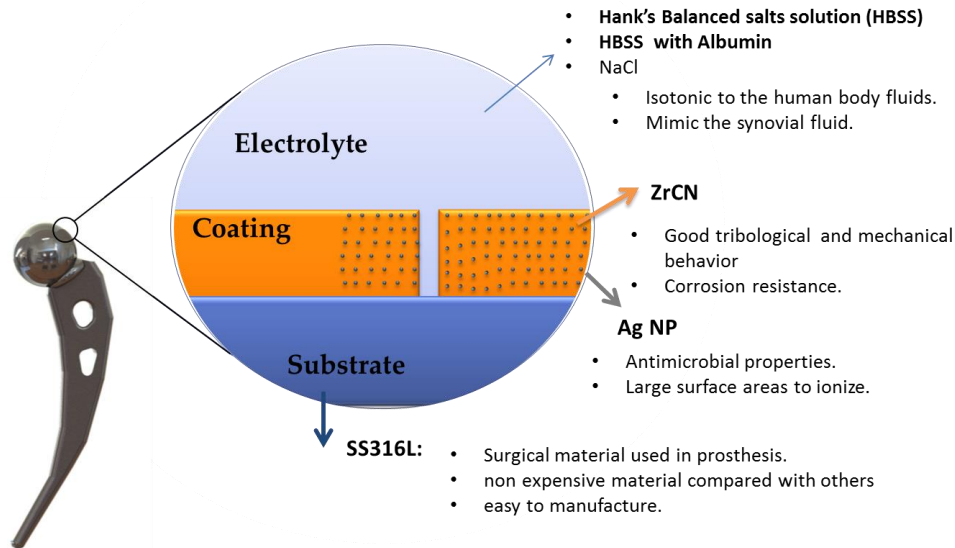 • Hank's Balanced salts solution (HBSS)
• HBSS with Albumin
• NaCl
• Isotonic to the human body fluids.
• Mimic the synovial fluid.
Electrolyte
ZrCN
Coating
• Good tribological and mechanical
behavior
• Corrosion resistance.
Ag NP
• Antimicrobial properties.
• Large surface areas to ionize.
Substrate
SS316L:
• Surgical material used in prosthesis.
• non expensive material compared with others
• easy to manufacture.